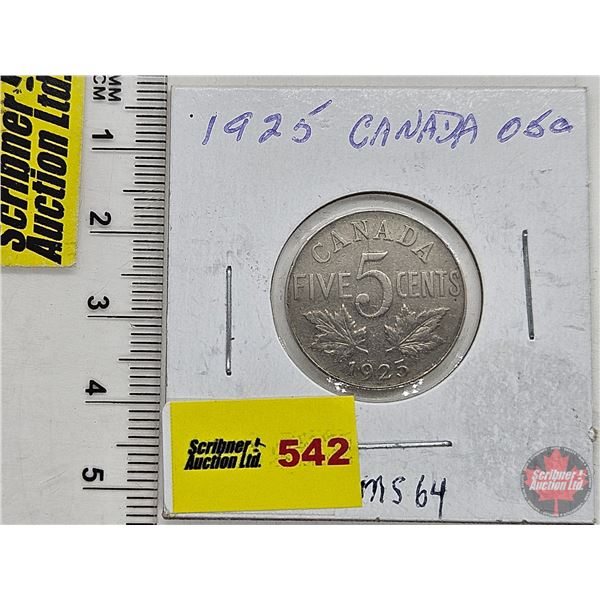 Scribner
Auction Ltd.
MM
CM
1
2
3
4
5
1925 CANADA 05¢
CANADA
FIVE 5 CENTS
1925
Scribner
Auction Ltd.
542
MS 64
Scribner
Auction Ltd.